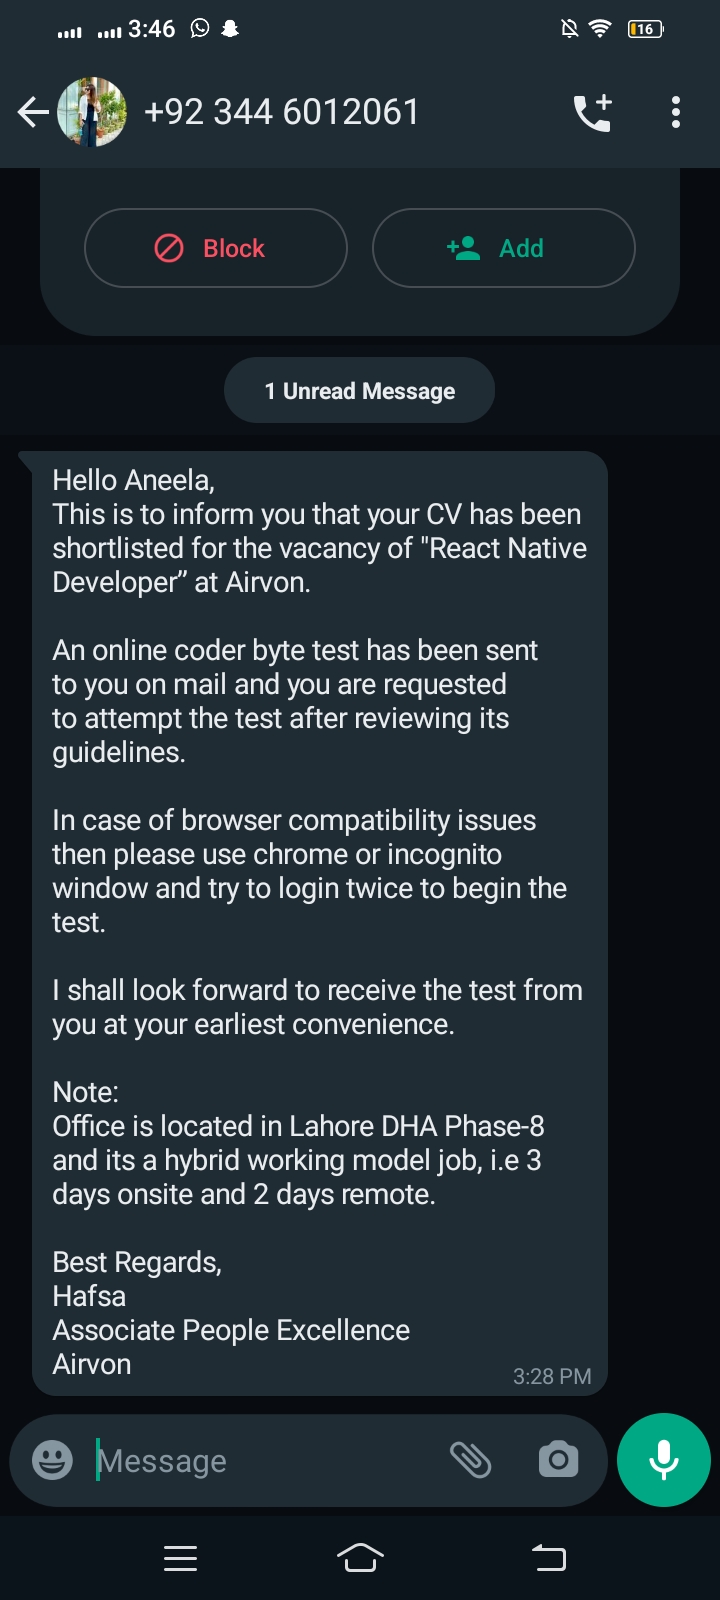 3:46
16
+92 344 6012061
Block
Add
1 Unread Message
Hello Aneela,
This is to inform you that your CV has been
shortlisted for the vacancy of "React Native
Developer” at Airvon.
An online coder byte test has been sent
to you on mail and you are requested
to attempt the test after reviewing its
guidelines.
In case of browser compatibility issues
then please use chrome or incognito
window and try to login twice to begin the
test.
I shall look forward to receive the test from
you at your earliest convenience.
Note:
Office is located in Lahore DHA Phase-8
and its a hybrid working model job, i.e 3
days onsite and 2 days remote.
Best Regards,
Hafsa
Associate People Excellence
Airvon
3:28 PM
Message